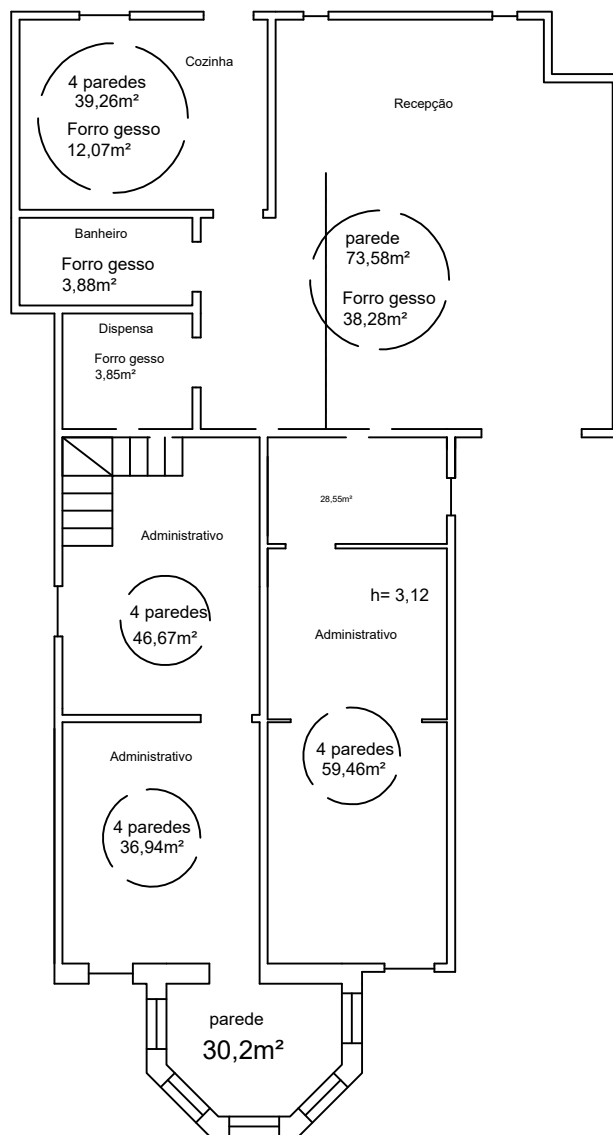 Cozinha
4 paredes
39,26m²
Forro gesso
12,07m²
Recepção
Banheiro
Forro gesso
3,88m²
parede
73,58m²
Forro gesso
38,28m²
Dispensa
Forro gesso
3,85m²
28,55m²
Administrativo
4 paredes
46,67m²
h= 3,12
Administrativo
4 paredes
59,46m²
Administrativo
4 paredes
36,94m²
parede
30,2m²